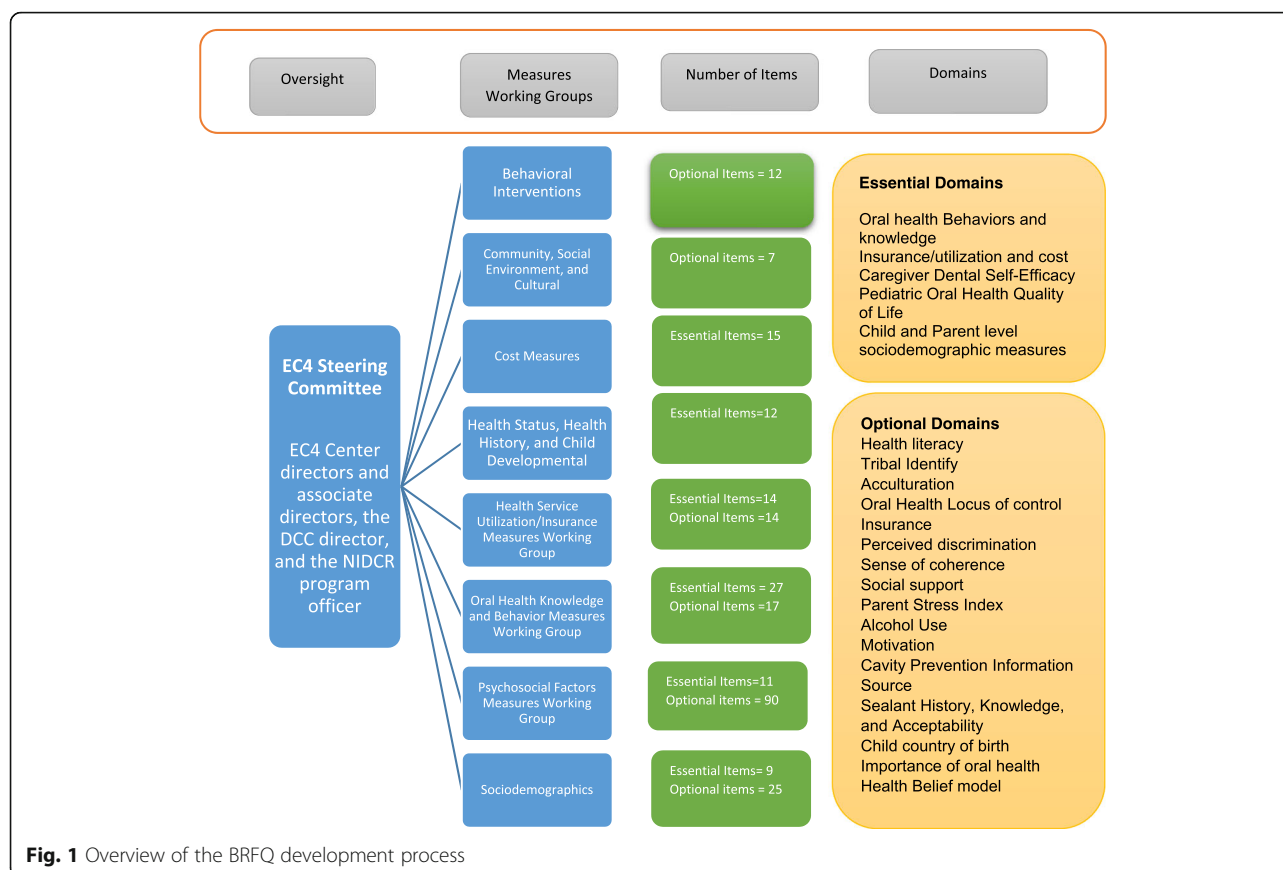 Oversight
Measures
Working Groups
Number of Items
Domains
EC4 Steering
Committee
EC4 Center
directors and
associate
directors, the
DCC director,
and the NIDCR
program
officer
Behavioral
Interventions
Optional Items = 12
Community, Social
Environment, and
Cultural
Optional items = 7
Cost Measures
Essential Items= 15
Health Status, Health
History, and Child
Developmental
Essential Items=12
Health Service
Utilization/Insurance
Measures Working Group
Essential Items=14
Optional Items =14
Oral Health Knowledge
and Behavior Measures
Working Group
Essential Items = 27
Optional Items =17
Psychosocial Factors
Measures Working
Group
Essential Items=11
Optional items = 90
Sociodemographics
Essential Items= 9
Optional items = 25
Essential Domains
Oral health Behaviors and
knowledge
Insurance/utilization and cost
Caregiver Dental Self-Efficacy
Pediatric Oral Health Quality
of Life
Child and Parent level
sociodemographic measures
Optional Domains
Health literacy
Tribal Identify
Acculturation
Oral Health Locus of control
Insurance
Perceived discrimination
Sense of coherence
Social support
Parent Stress Index
Alcohol Use
Motivation
Cavity Prevention Information
Source
Sealant History, Knowledge,
and Acceptability
Child country of birth
Importance of oral health
Health Belief model
Fig. 1 Overview of the BRFQ development process